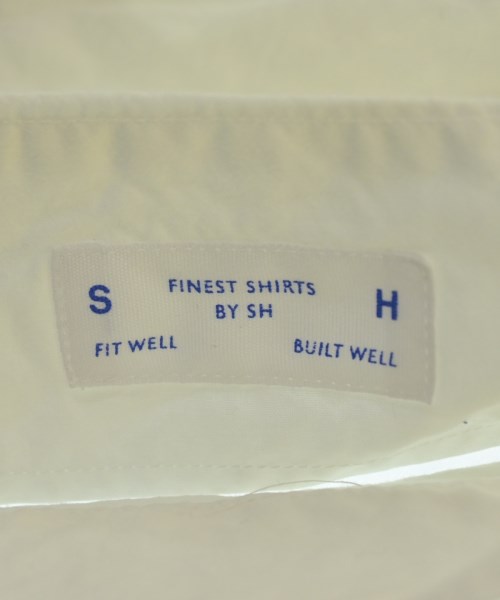 S H
FINEST SHIRTS
BY SH
FIT WELL BUILT WELL